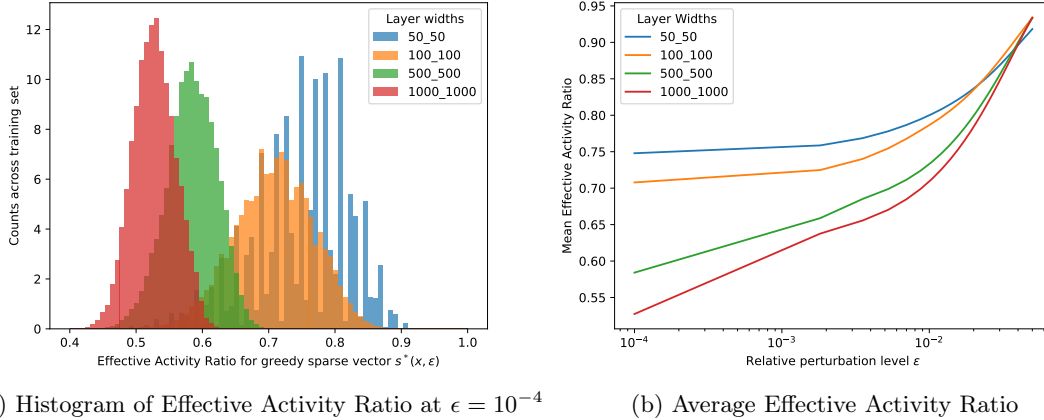 Layer widths
50_50
100_100
500_500
1000_1000
12
10
8
6
4
2
0
Counts across training set
0.4 0.5 0.6 0.7 0.8 0.9 1.0
Effective Activity Ratio for greedy sparse vector s*(x, ε)
) Histogram of Effective Activity Ratio at ϵ = 10⁻⁴
Layer Widths
50_50
100_100
500_500
1000_1000
0.95
0.90
0.85
0.80
0.75
0.70
0.65
0.60
0.55
Mean Effective Activity Ratio
10⁻⁴ 10⁻³ 10⁻²
Relative perturbation level ε
(b) Average Effective Activity Ratio